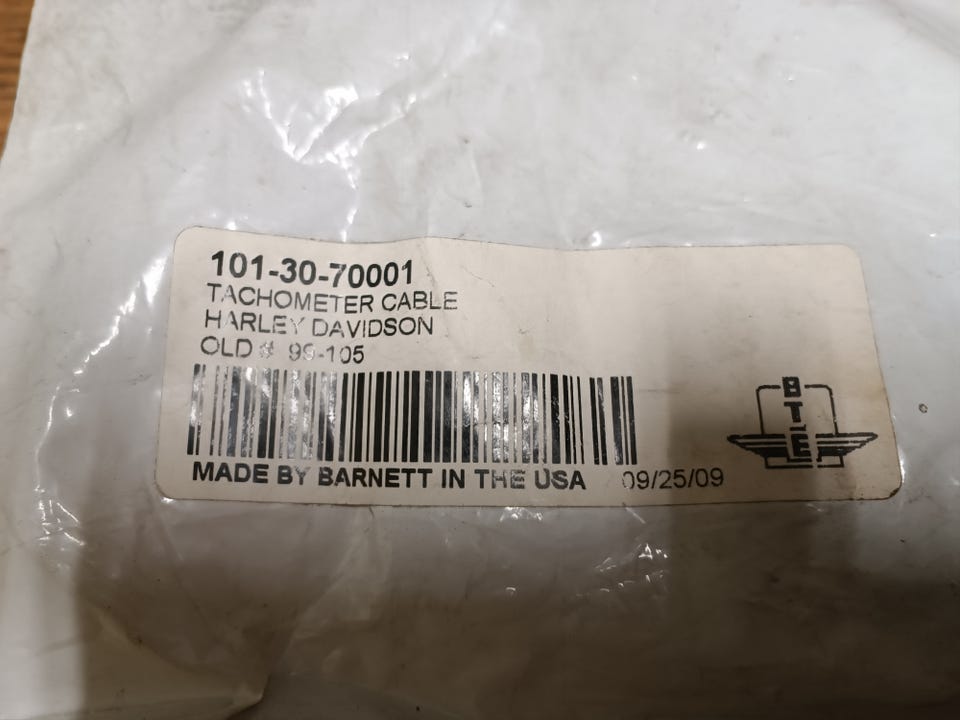 101-30-70001
TACHOMETER CABLE
HARLEY DAVIDSON
OLD # 99-105
MADE BY BARNETT IN THE USA 09/25/09
BTE